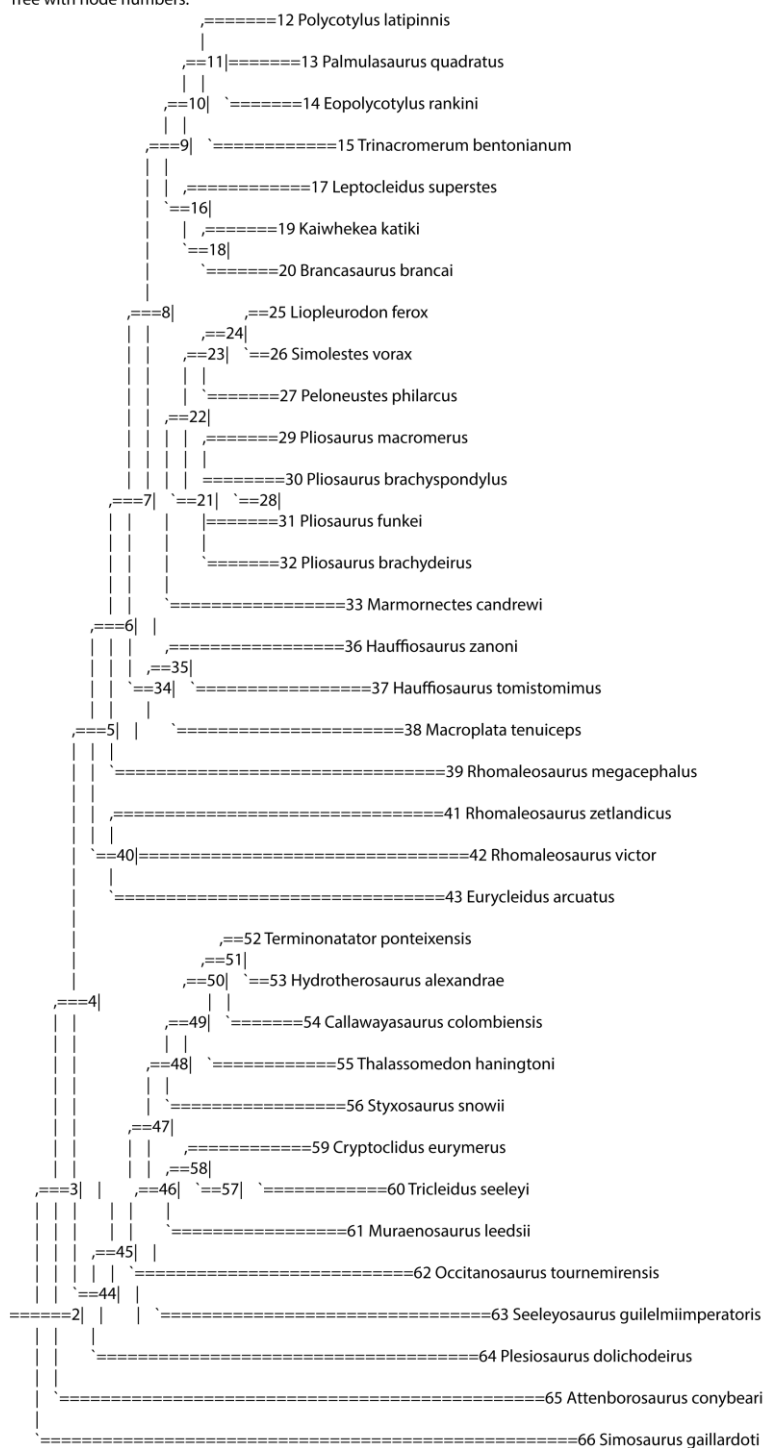 Tree with node numbers:
,=======12 Polycotylus latipinnis
|
,==11|=======13 Palmulasaurus quadratus
| |
,==10| `=======14 Eopolycotylus rankini
| |
,===9| `============15 Trinacromerum bentonianum
| |
| | ,============17 Leptocleidus superstes
| `==16|
| | ,=======19 Kaiwhekea katiki
| `==18|
| `=======20 Brancasaurus brancai
|
,===8| ,==25 Liopleurodon ferox
| | ,==24|
| | ,==23| `==26 Simolestes vorax
| | | |
| | | `=======27 Peloneustes philarcus
| | ,==22|
| | | | ,=======29 Pliosaurus macromerus
| | | | |
| | | | ========30 Pliosaurus brachyspondylus
,===7| `==21| `==28|
| | | |=======31 Pliosaurus funkei
| | | |
| | | `=======32 Pliosaurus brachydeirus
| | |
| | `=================33 Marmornectes candrewi
,===6| |
| | | ,=================36 Hauffiosaurus zanoni
| | | ,==35|
| | `==34| `=================37 Hauffiosaurus tomistomimus
| | |
,===5| | `======================38 Macroplata tenuiceps
| | |
| | `================================39 Rhomaleosaurus megacephalus
| |
| | ,================================41 Rhomaleosaurus zetlandicus
| | |
| `==40|================================42 Rhomaleosaurus victor
| |
| `================================43 Eurycleidus arcuatus
|
| ,==52 Terminonatator ponteixensis
| ,==51|
| ,==50| `==53 Hydrotherosaurus alexandrae
,===4| | |
| | ,==49| `=======54 Callawayasaurus colombiensis
| | | |
| | ,==48| `============55 Thalassomedon haningtoni
| | | |
| | | `=================56 Styxosaurus snowii
| | ,==47|
| | | | ,============59 Cryptoclidus eurymerus
| | | | ,==58|
,===3| | ,==46| `==57| `============60 Tricleidus seeleyi
| | | | | |
| | | | | `=================61 Muraenosaurus leedsii
| | | ,==45| |
| | | | | `===========================62 Occitanosaurus tournemirensis
| | `==44| |
======2| | | `================================63 Seeleyosaurus guilelmiimperatoris
| | |
| | `=====================================64 Plesiosaurus dolichodeirus
| |
| `===============================================65 Attenborosaurus conybeari
|
`====================================================66 Simosaurus gaillardoti